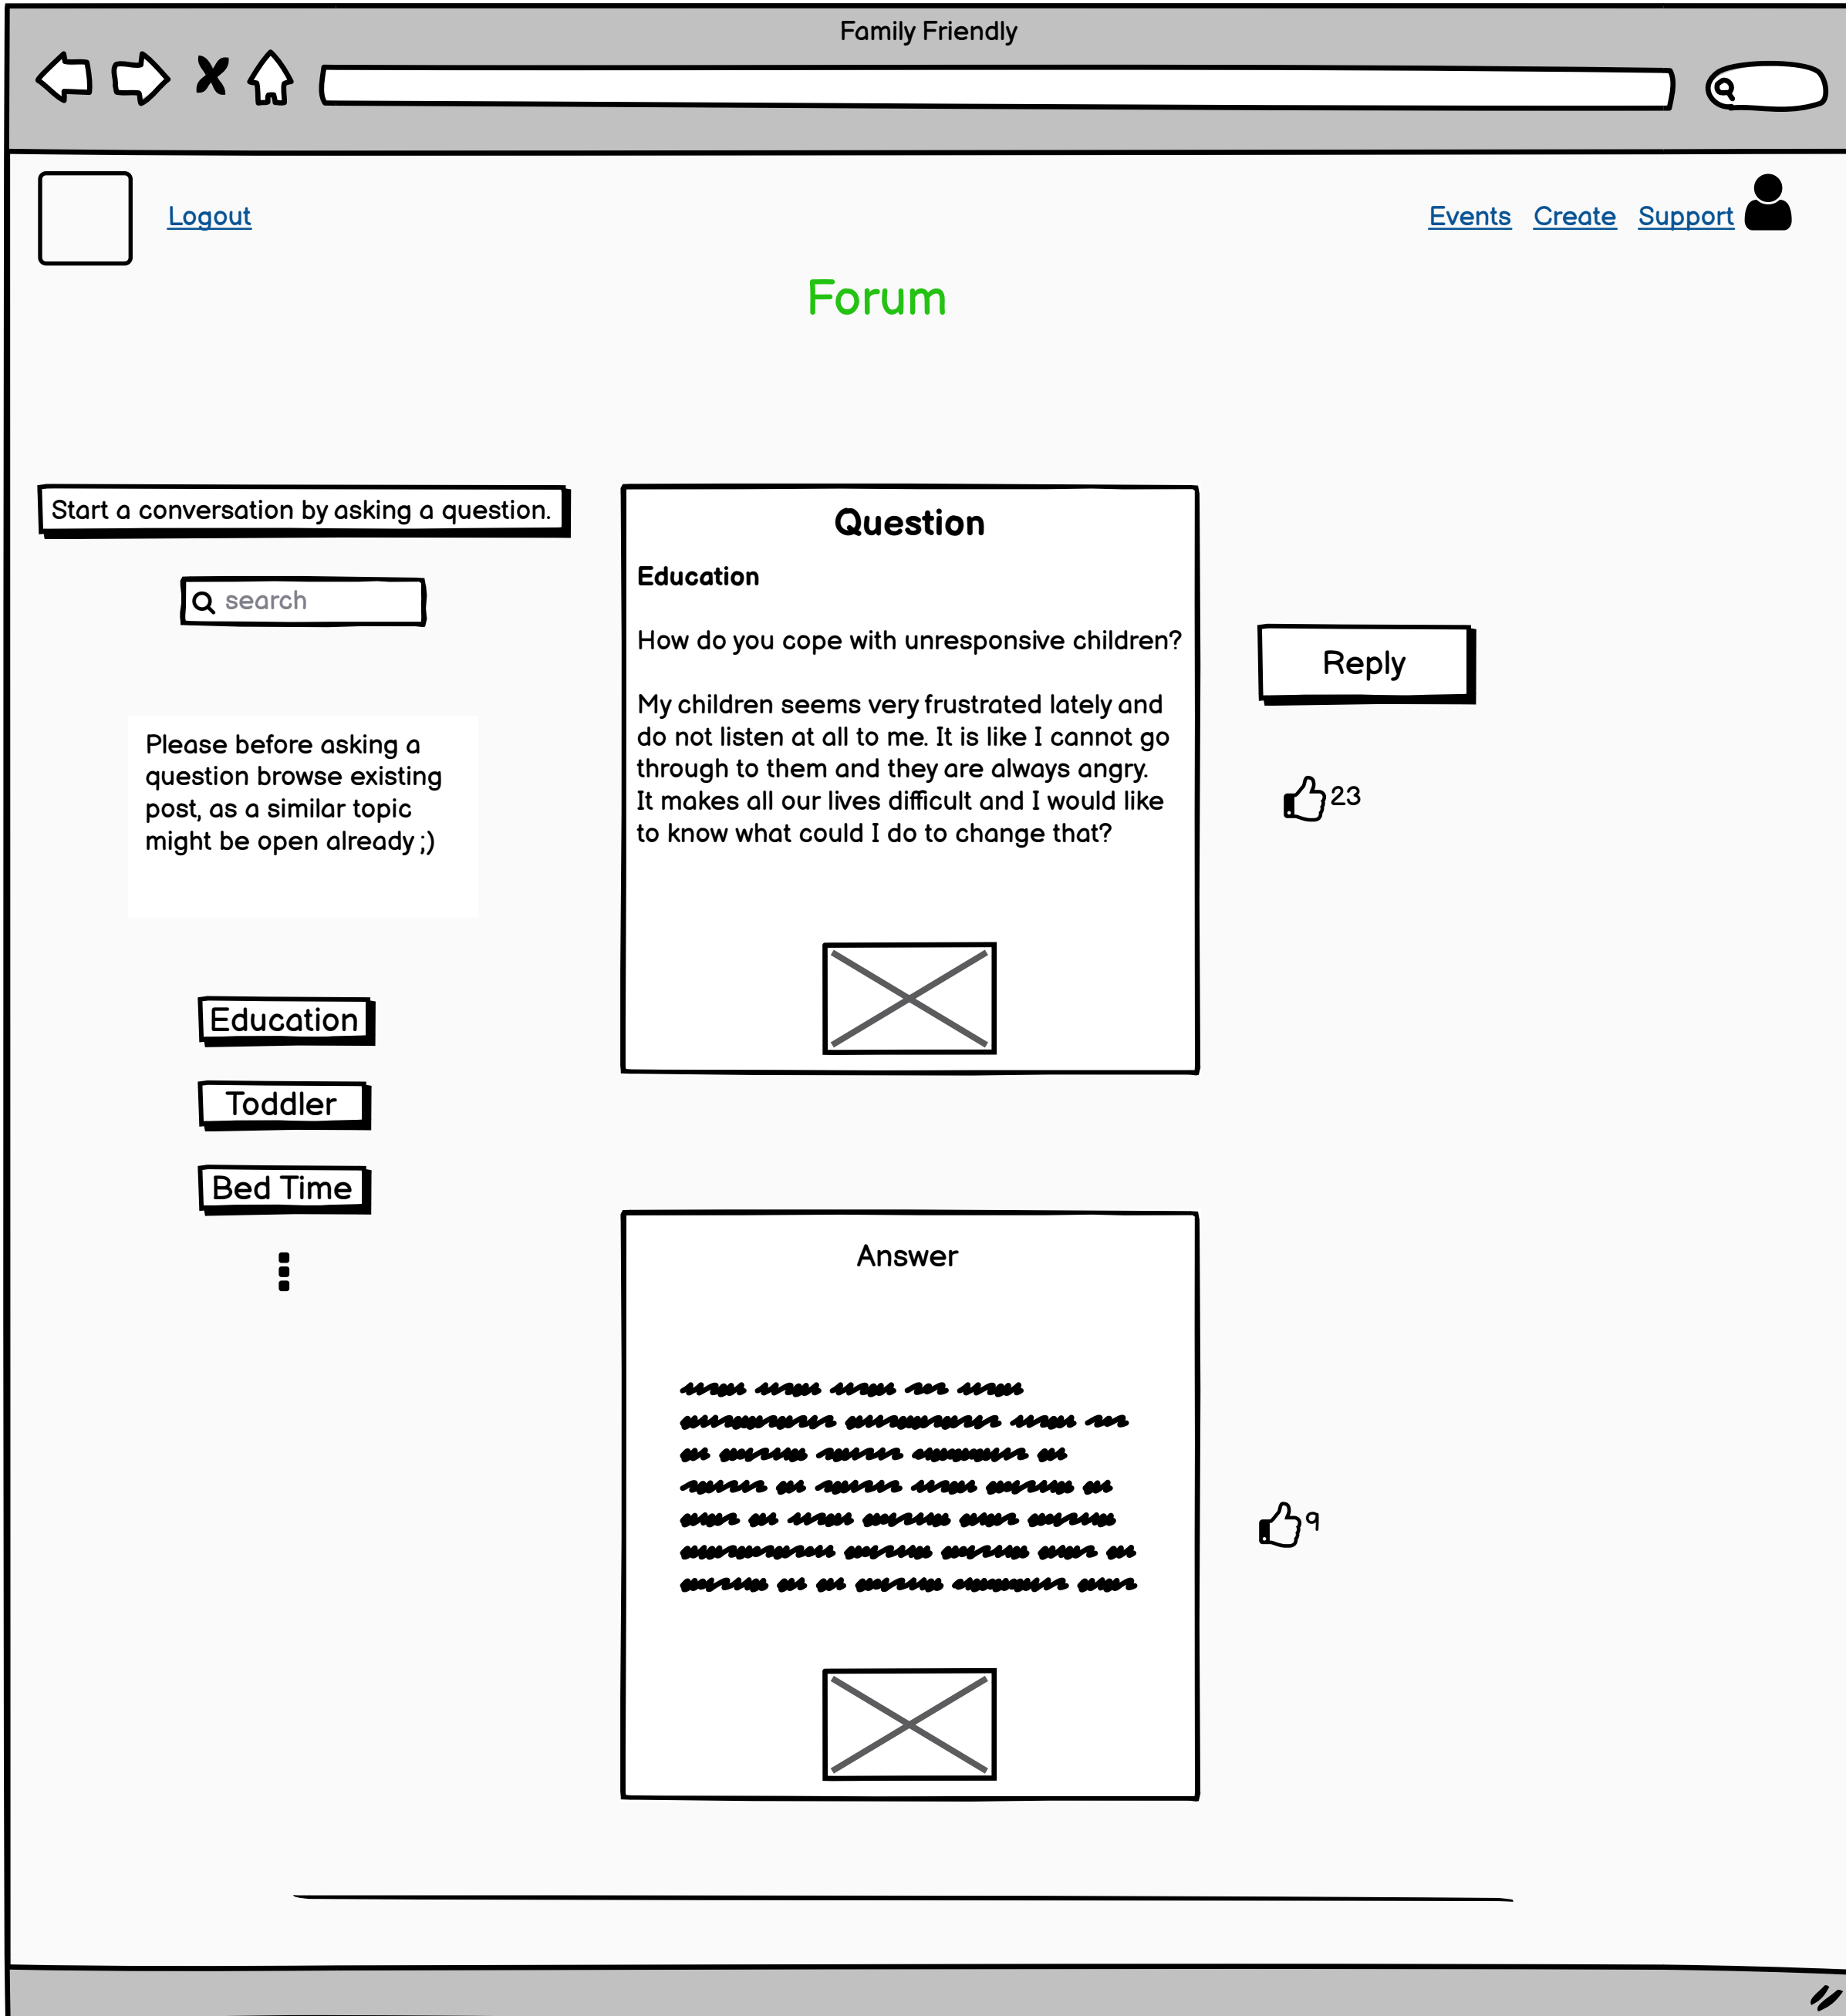 Family Friendly
Logout
Events Create Support
Forum
Start a conversation by asking a question.
search
Please before asking a
question browse existing
post, as a similar topic
might be open already ;)
Education
Toddler
Bed Time
Question
Education
How do you cope with unresponsive children?
My children seems very frustrated lately and
do not listen at all to me. It is like I cannot go
through to them and they are always angry.
It makes all our lives difficult and I would like
to know what could I do to change that?
Reply
23
Answer
9